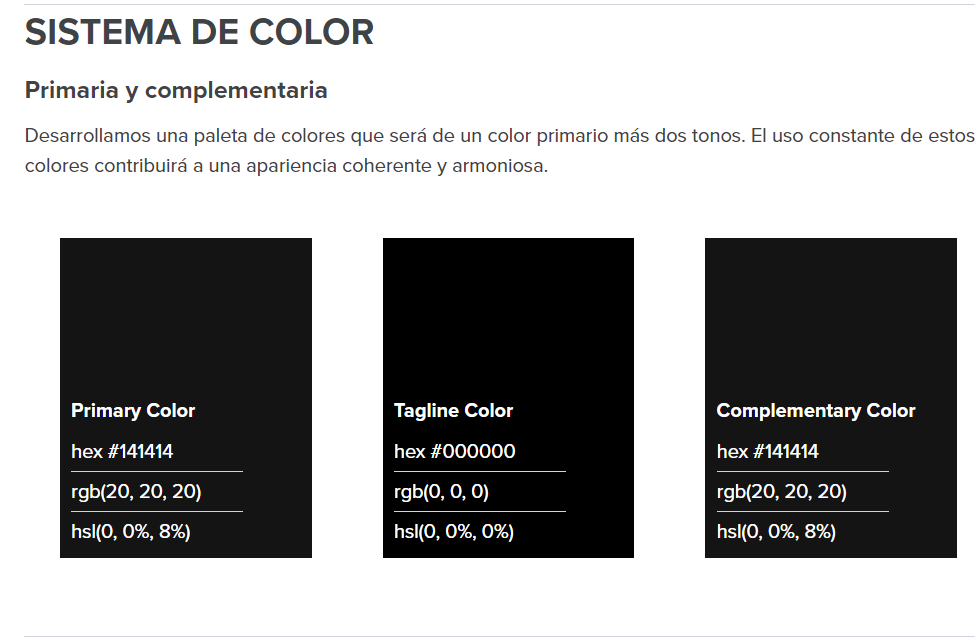 SISTEMA DE COLOR
Primaria y complementaria
Desarrollamos una paleta de colores que será de un color primario más dos tonos. El uso constante de estos
colores contribuirá a una apariencia coherente y armoniosa.
Primary Color
hex #141414
rgb(20, 20, 20)
hsl(0, 0%, 8%)
Tagline Color
hex #000000
rgb(0, 0, 0)
hsl(0, 0%, 0%)
Complementary Color
hex #141414
rgb(20, 20, 20)
hsl(0, 0%, 8%)